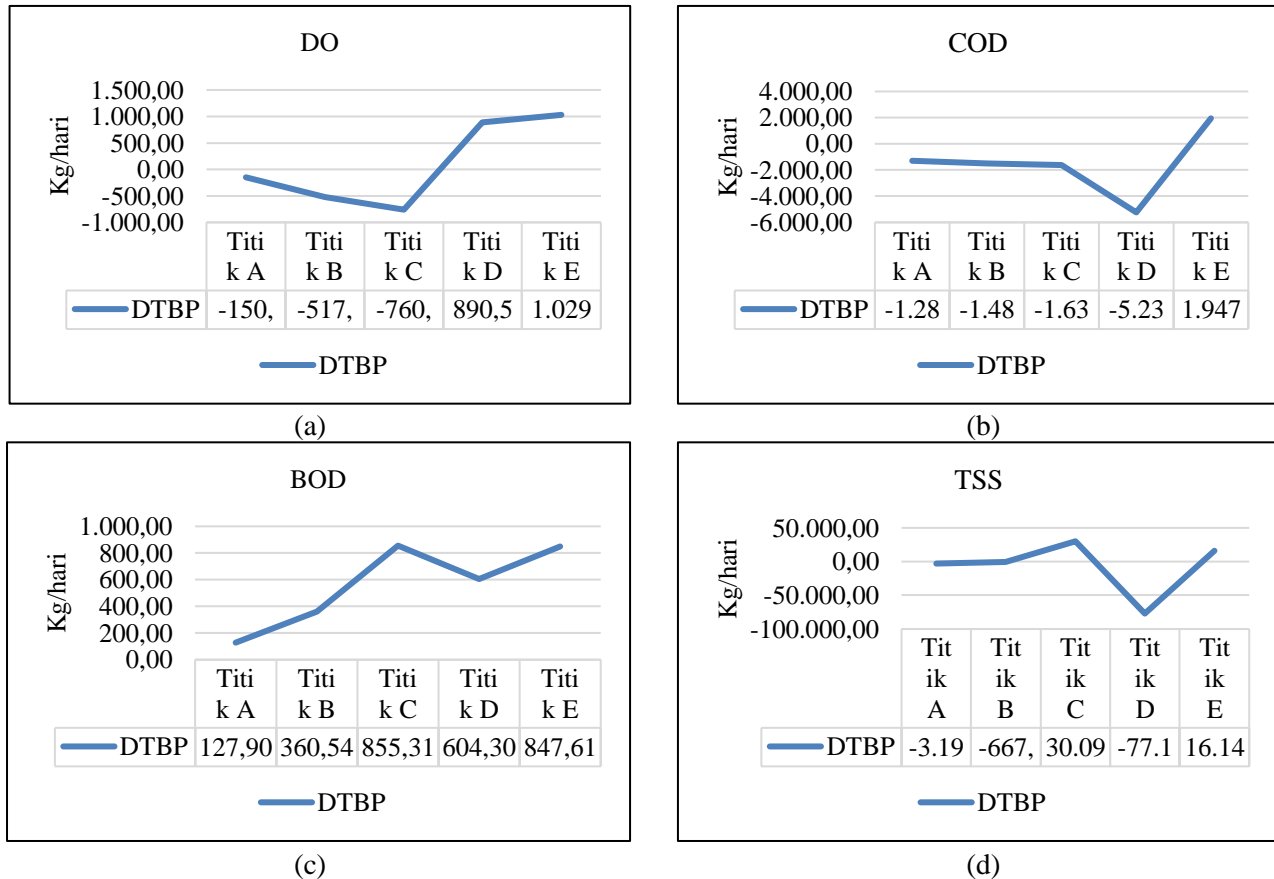 DO
1.500,00
1.000,00
500,00
0,00
-500,00
-1.000,00
Kg/hari
Titi Titi Titi Titi Titi
k A k B k C k D k E
DTBP -150, -517, -760, 890,5 1.029
DTBP
(a)
COD
4.000,00
2.000,00
0,00
-2.000,00
-4.000,00
-6.000,00
Kg/hari
Titi Titi Titi Titi Titi
k A k B k C k D k E
DTBP -1.28 -1.48 -1.63 -5.23 1.947
DTBP
(b)
BOD
1.000,00
800,00
600,00
400,00
200,00
0,00
Kg/hari
Titi Titi Titi Titi Titi
k A k B k C k D k E
DTBP 127,90 360,54 855,31 604,30 847,61
DTBP
(c)
TSS
50.000,00
0,00
-50.000,00
-100.000,00
Kg/hari
Tit Tit Tit Tit Tit
ik ik ik ik ik
A B C D E
DTBP -3.19 -667, 30.09 -77.1 16.14
DTBP
(d)